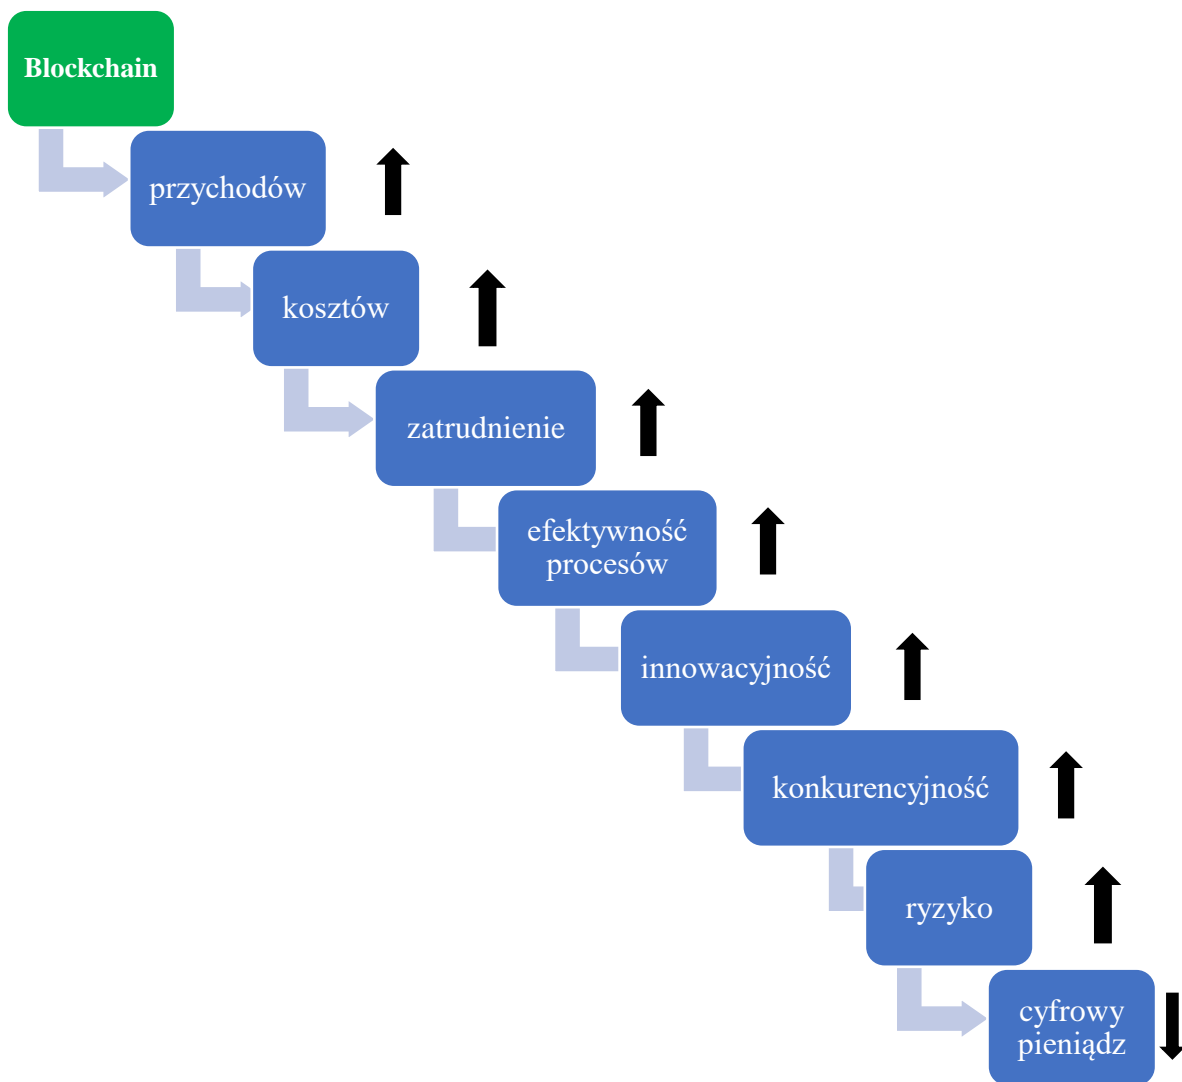 Blockchain
przychodów
kosztów
zatrudnienie
efektywność
procesów
innowacyjność
konkurencyjność
ryzyko
cyfrowy
pieniądz